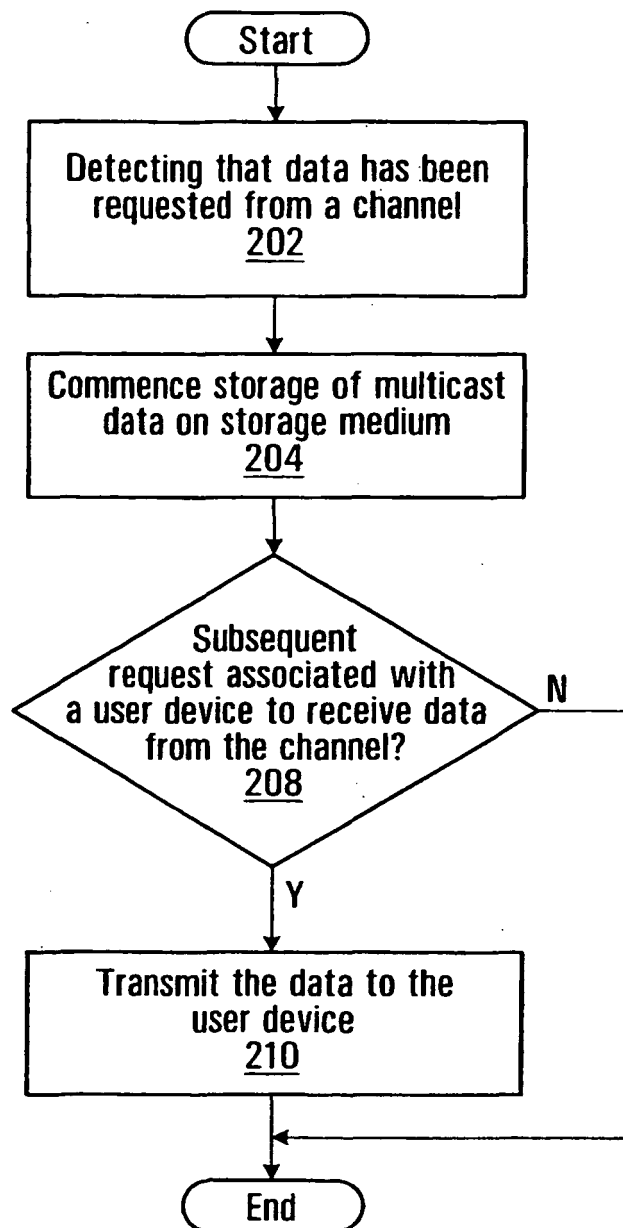 Start
Detecting that data has been
requested from a channel
202
Commence storage of multicast
data on storage medium
204
Subsequent
request associated with
a user device to receive data
from the channel?
208
N
Y
Transmit the data to the
user device
210
End